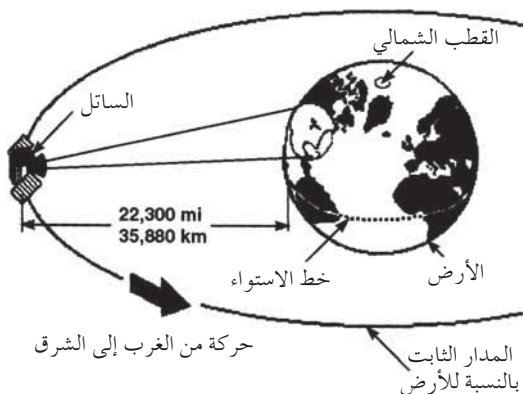 القطب الشمالي
الساتل
22,300 mi
35,880 km
خط الاستواء
الأرض
حركة من الغرب إلى الشرق
المدار الثابت
بالنسبة للأرض